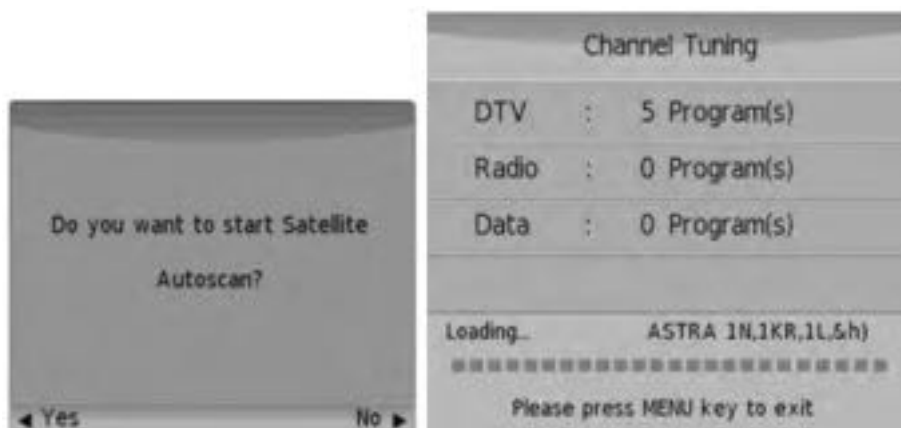 Do you want to start Satellite
Autoscan?
◀ Yes No ▶
Channel Tuning
DTV : 5 Program(s)
Radio : 0 Program(s)
Data : 0 Program(s)
Loading... ASTRA 1N,1KR,1L,&h)
Please press MENU key to exit